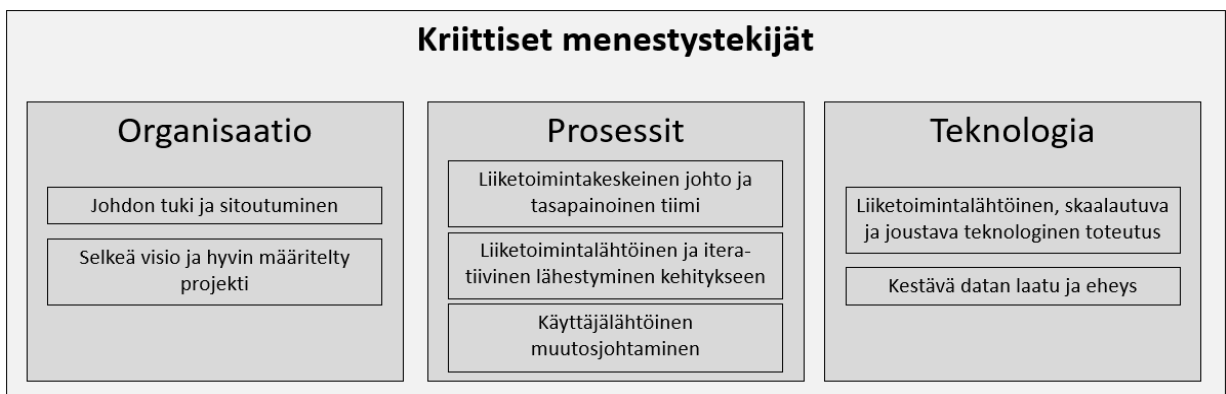 Kriittiset menestystekijät
Organisaatio
Johdon tuki ja sitoutuminen
Selkeä visio ja hyvin määritelty
projekti
Prosessit
Liiketoimintakeskeinen johto ja
tasapainoinen tiimi
Liiketoimintalähtöinen ja itera-
tiivinen lähestyminen kehitykseen
Käyttäjälähtöinen
muutosjohtaminen
Teknologia
Liiketoimintalähtöinen, skaalautuva
ja joustava teknologinen toteutus
Kestävä datan laatu ja eheys